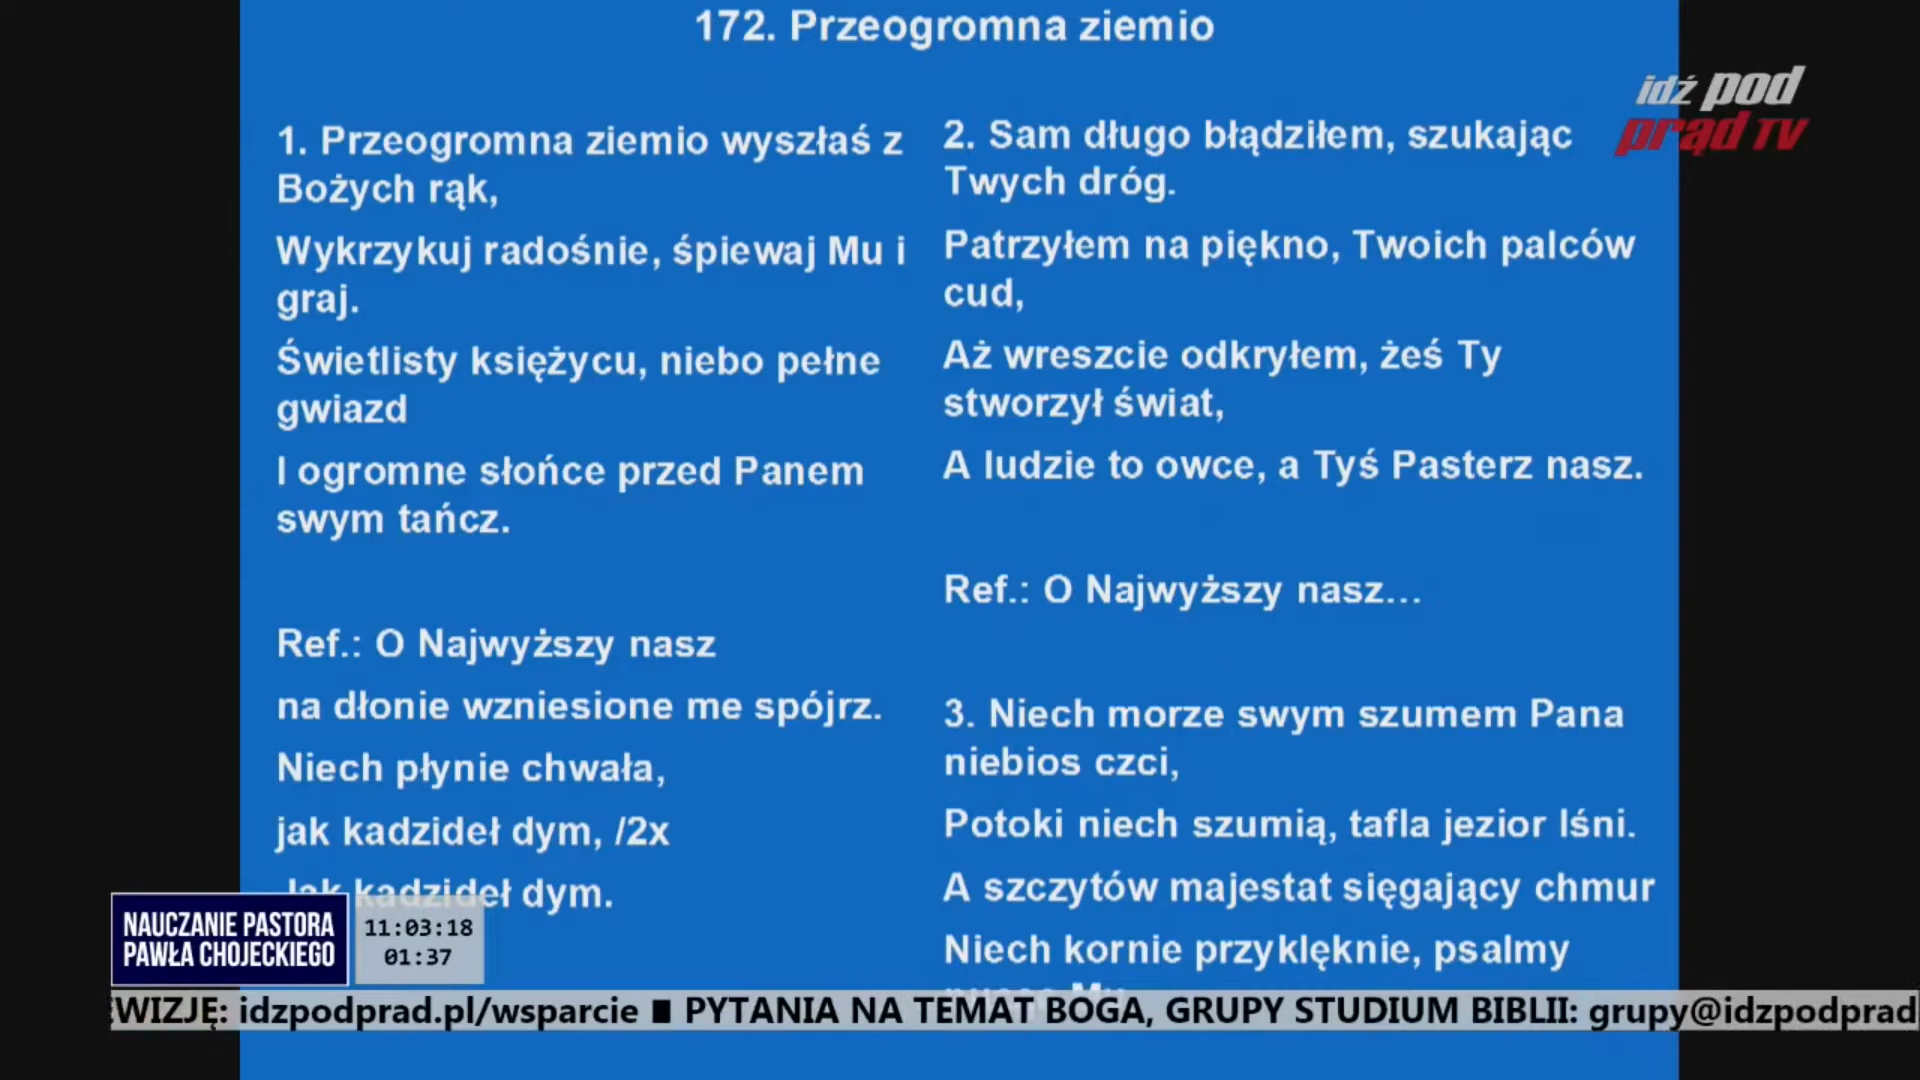 172. Przeogromna ziemio
idź pod
prąd TV
1. Przeogromna ziemio wyszłaś z
Bożych rąk,
Wykrzykuj radośnie, śpiewaj Mu i
graj.
Świetlisty księżycu, niebo pełne
gwiazd
I ogromne słońce przed Panem
swym tańcz.
Ref.: O Najwyższy nasz
na dłonie wzniesione me spójrz.
Niech płynie chwała,
jak kadzideł dym, /2x
Jak kadzideł dym.
2. Sam długo błądziłem, szukając
Twych dróg.
Patrzyłem na piękno, Twoich palców
cud,
Aż wreszcie odkryłem, żeś Ty
stworzył świat,
A ludzie to owce, a Tyś Pasterz nasz.
Ref.: O Najwyższy nasz...
3. Niech morze swym szumem Pana
niebios czci,
Potoki niech szumią, tafla jezior lśni.
A szczytów majestat sięgający chmur
Niech kornie przyklęknie, psalmy
NAUCZANIE PASTORA
PAWŁA CHOJECKIEGO
11:03:18
01:37
EWIZJĘ: idzpodprad.pl/wsparcie ■ PYTANIA NA TEMAT BOGA, GRUPY STUDIUM BIBLII: grupy@idzpodprad